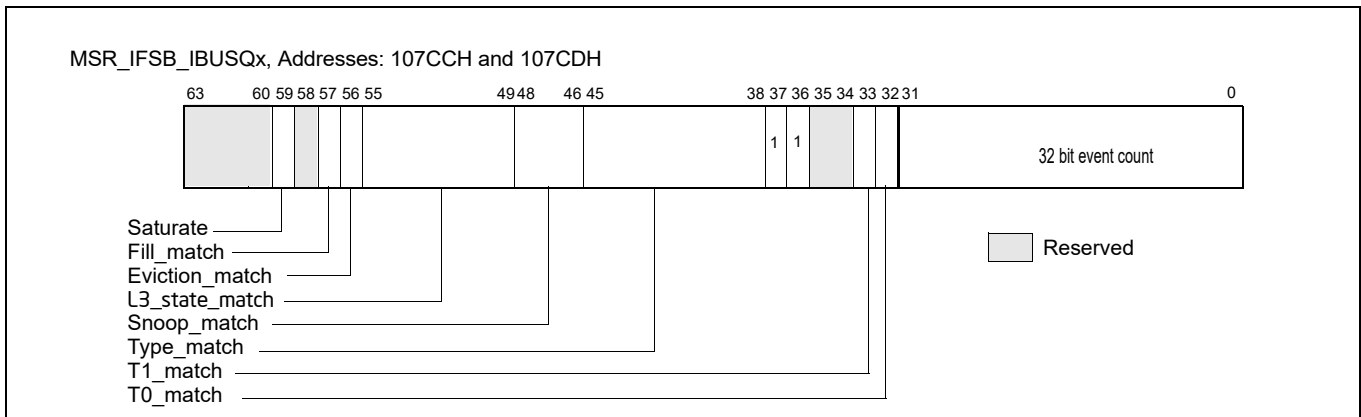 MSR_IFSB_IBUSQx, Addresses: 107CCH and 107CDH
63 60 59 58 57 56 55 49 48 46 45 38 37 36 35 34 33 32 31 0
1 1 32 bit event count
Saturate
Fill_match
Eviction_match
L3_state_match
Snoop_match
Type_match
T1_match
T0_match
Reserved